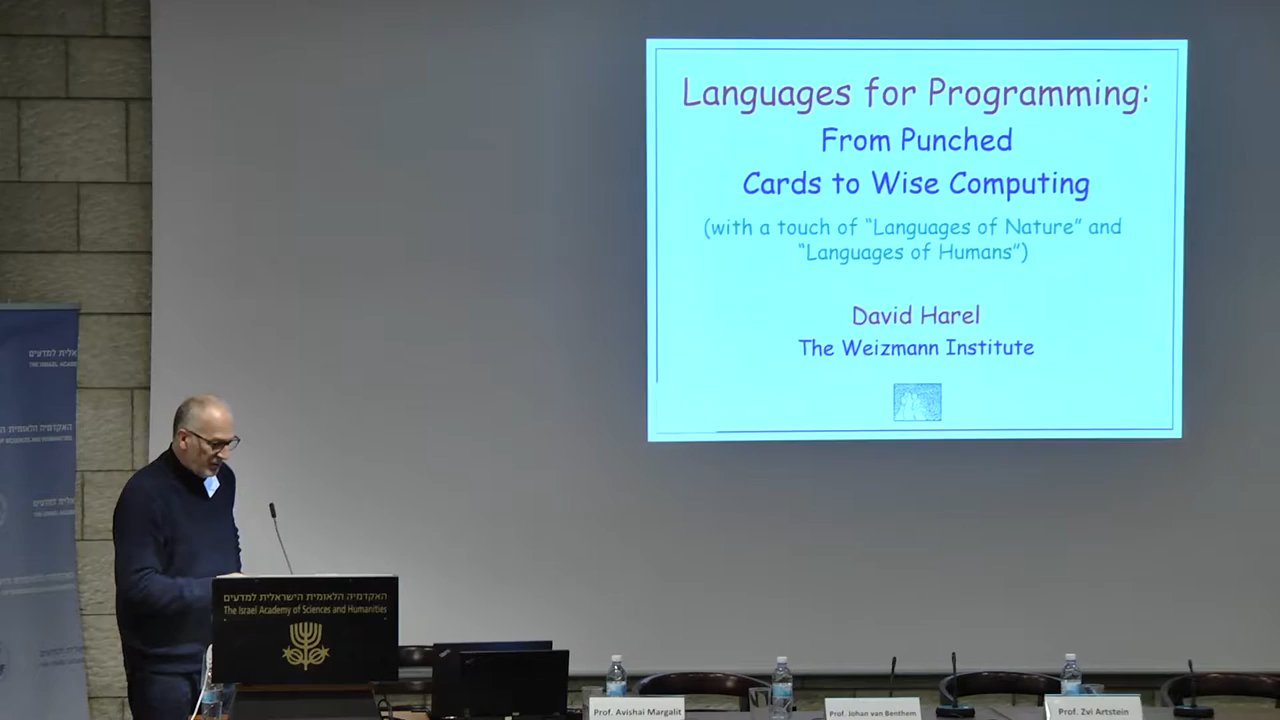 Languages for Programming:
From Punched
Cards to Wise Computing
(with a touch of “Languages of Nature” and
“Languages of Humans”)
David Harel
The Weizmann Institute
האקדמיה הלאומית הישראלית למדעים
The Israel Academy of Sciences and Humanities
Prof. Avishai Margalit
Prof. Johan van Benthem
Prof. Zvi Artstein